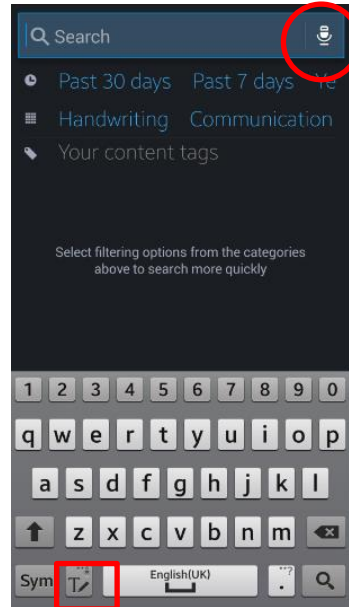 Search
Past 30 days Past 7 days Ye
Handwriting Communication
Your content tags
Select filtering options from the categories
above to search more quickly
1 2 3 4 5 6 7 8 9 0
q w e r t y u i o p
a s d f g h j k l
z x c v b n m
Sym T English(UK) . ?